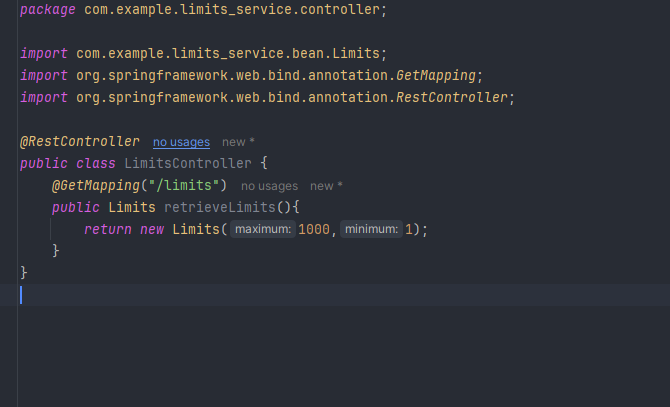 package com.example.limits_service.controller;
import com.example.limits_service.bean.Limits;
import org.springframework.web.bind.annotation.GetMapping;
import org.springframework.web.bind.annotation.RestController;
@RestController no usages new *
public class LimitsController {
@GetMapping("/limits") no usages new *
public Limits retrieveLimits(){
return new Limits( maximum: 1000, minimum: 1);
}
}